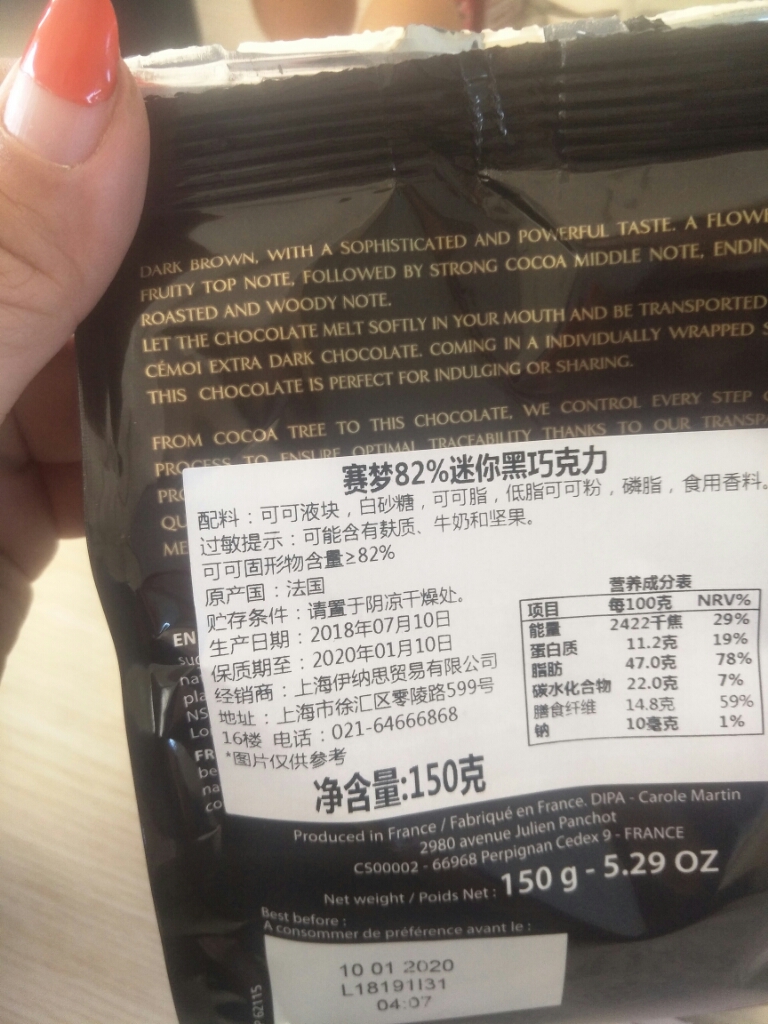 DARK BROWN, WITH A SOPHISTICATED AND POWERFUL TASTE. A
FRUITY TOP NOTE, FOLLOWED BY STRONG COCOA MIDDLE NOTE,
ROASTED AND WOODY NOTE.
LET THE CHOCOLATE MELT SOFTLY IN YOUR MOUTH AND BE TRANSPORTED
CÉMOI EXTRA DARK CHOCOLATE. COMING IN A INDIVIDUALLY WRAPPED
THIS CHOCOLATE IS PERFECT FOR INDULGING OR SHARING.
FROM COCOA TREE TO THIS CHOCOLATE, WE CONTROL EVERY STEP
PROCESS TO ENSURE OPTIMAL TRACEABILITY THANKS TO OUR
赛梦82%迷你黑巧克力
配料：可可液块，白砂糖，可可脂，低脂可可粉，磷脂，食用香料。
过敏提示：可能含有麸质、牛奶和坚果。
可可固形物含量≥82%
原产国：法国
贮存条件：请置于阴凉干燥处。
生产日期：2018年07月10日
保质期至：2020年01月10日
经销商：上海伊纳思贸易有限公司
地址：上海市徐汇区零陵路599号
16楼 电话：021-64666868
*图片仅供参考
净含量:150克
营养成分表
项目 每100克 NRV%
能量 2422千焦 29%
蛋白质 11.2克 19%
脂肪 47.0克 78%
碳水化合物 22.0克 7%
膳食纤维 14.8克 59%
钠 10毫克 1%
EN
FR
Produced in France / Fabriqué en France. DIPA - Carole Martin
2980 avenue Julien Panchot
CS00002 - 66968 Perpignan Cedex 9 - FRANCE
Net weight / Poids Net : 150 g - 5.29 OZ
Best before :
A consommer de préférence avant le :
10 01 2020
L18191I31
04:07